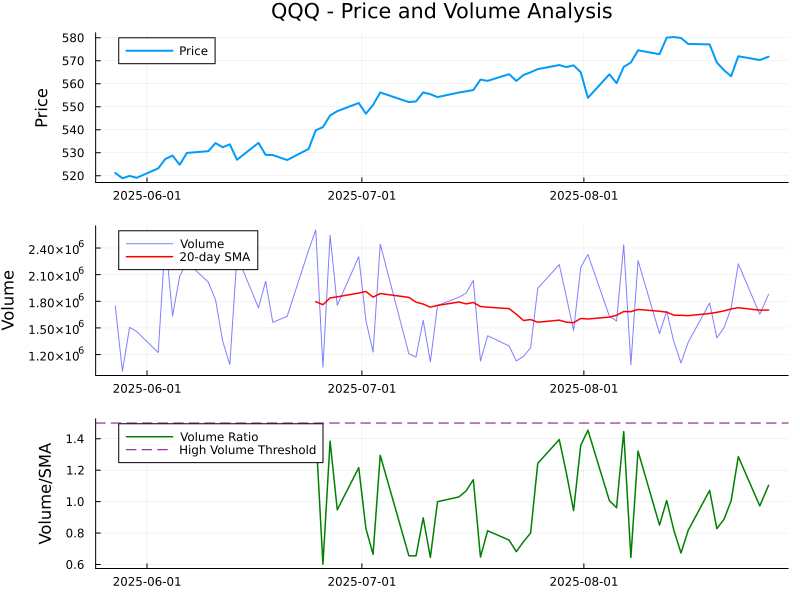 QQQ - Price and Volume Analysis
Price
580
570
560
550
540
530
520
Price
2025-06-01
2025-07-01
2025-08-01
Volume
20-day SMA
2.40×10⁶
2.10×10⁶
1.80×10⁶
1.50×10⁶
1.20×10⁶
Volume
2025-06-01
2025-07-01
2025-08-01
Volume Ratio
High Volume Threshold
1.4
1.2
1.0
0.8
0.6
Volume/SMA
2025-06-01
2025-07-01
2025-08-01